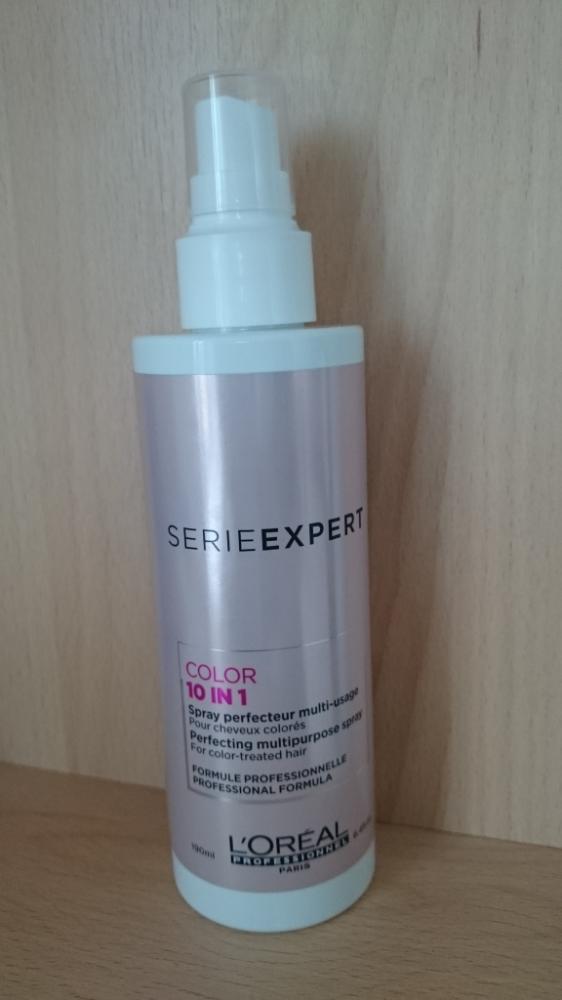 SERIEEXPERT
COLOR
10 IN 1
Spray perfecteur multi-usage
Pour cheveux colorés
Perfecting multipurpose spray
For color-treated hair
FORMULE PROFESSIONNELLE
PROFESSIONAL FORMULA
190ml
L'ORÉAL
PROFESSIONNEL
PARIS